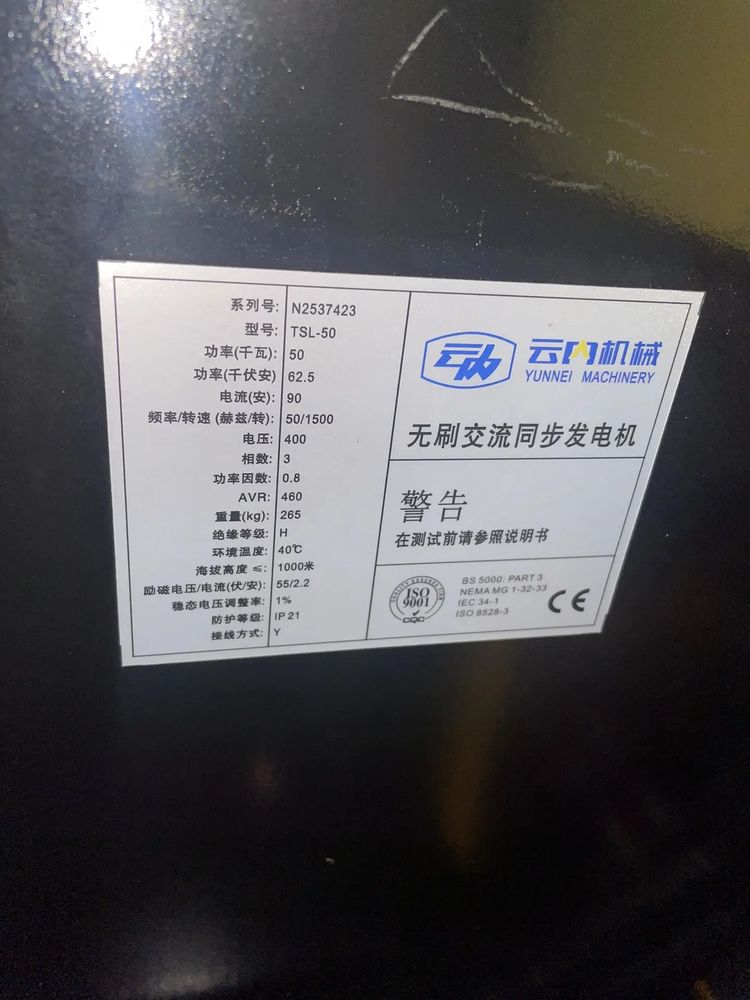 系列号: N2537423
型号: TSL-50
功率(千瓦): 50
功率(千伏安) 62.5
电流(安): 90
频率/转速 (赫兹/转): 50/1500
电压: 400
相数: 3
功率因数: 0.8
AVR: 460
重量(kg): 265
绝缘等级: H
环境温度: 40℃
海拔高度 ≤: 1000米
励磁电压/电流(伏/安): 55/2.2
稳态电压调整率: 1%
防护等级: IP 21
接线方式: Y
云内
云内机械
YUNNEI MACHINERY
无刷交流同步发电机
警告
在测试前请参照说明书
ISO
9001
CQC
BS 5000: PART 3
NEMA MG 1-32-33
IEC 34-1
ISO 8528-3
CE